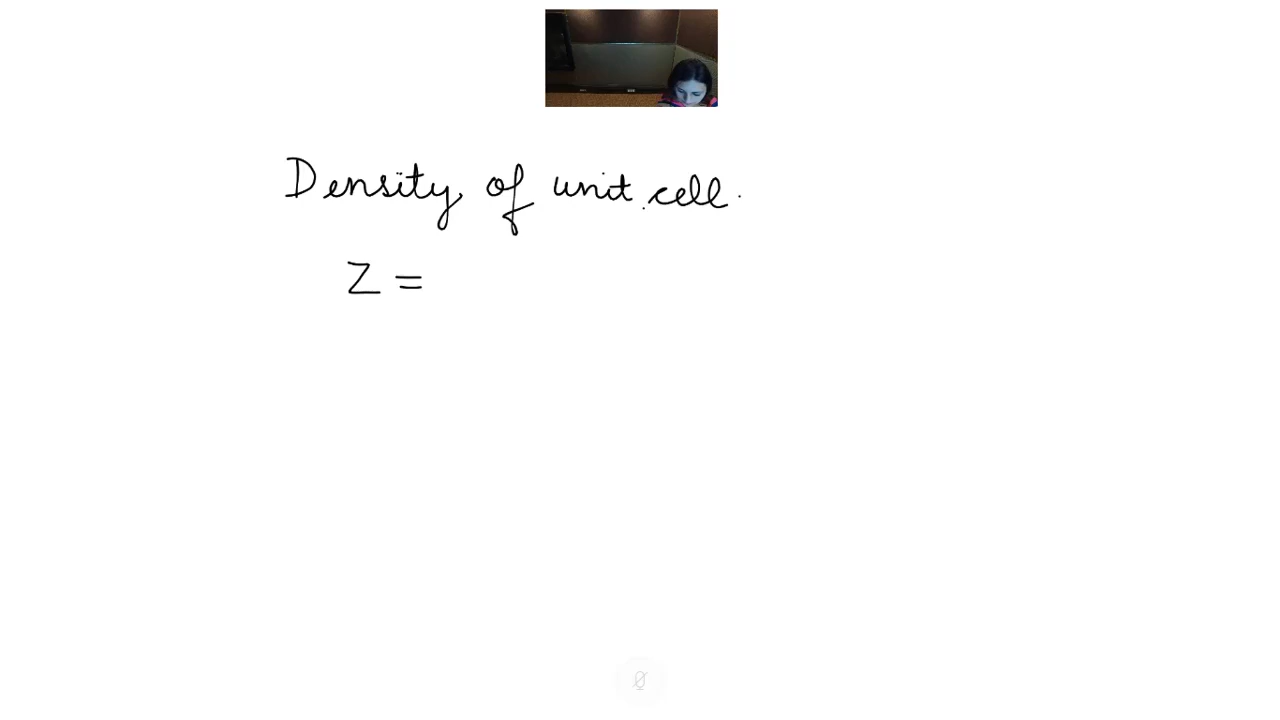 Density of unit cell.
Z =